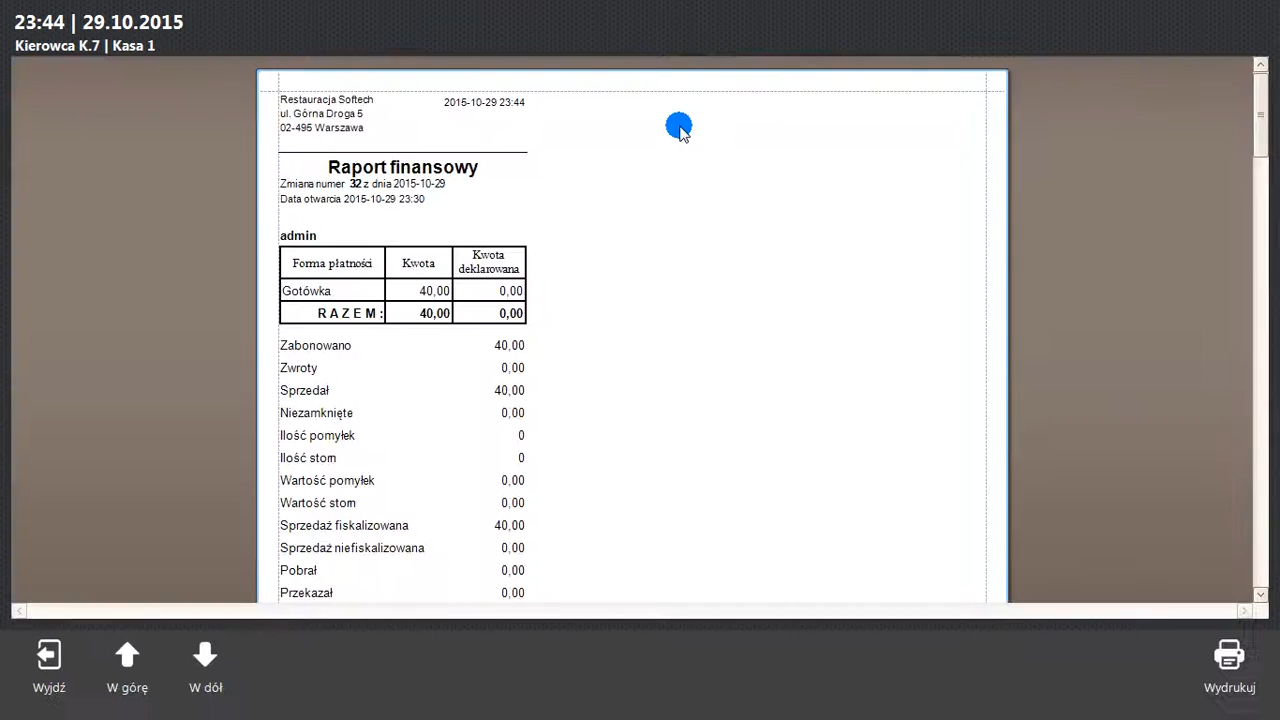 23:44 | 29.10.2015
Kierowca K.7 | Kasa 1
Restauracja Softech 2015-10-29 23:44
ul. Górna Droga 5
02-495 Warszawa
Raport finansowy
Zmiana numer 32 z dnia 2015-10-29
Data otwarcia 2015-10-29 23:30
admin
Forma płatności Kwota Kwota deklarowana
Gotówka 40,00 0,00
R A Z E M : 40,00 0,00
Zabonowano 40,00
Zwroty 0,00
Sprzedał 40,00
Niezamknięte 0,00
Ilość pomyłek 0
Ilość storn 0
Wartość pomyłek 0,00
Wartość storn 0,00
Sprzedaż fiskalizowana 40,00
Sprzedaż niefiskalizowana 0,00
Pobrał 0,00
Przekazał 0,00
Wyjdź W górę W dół Wydrukuj